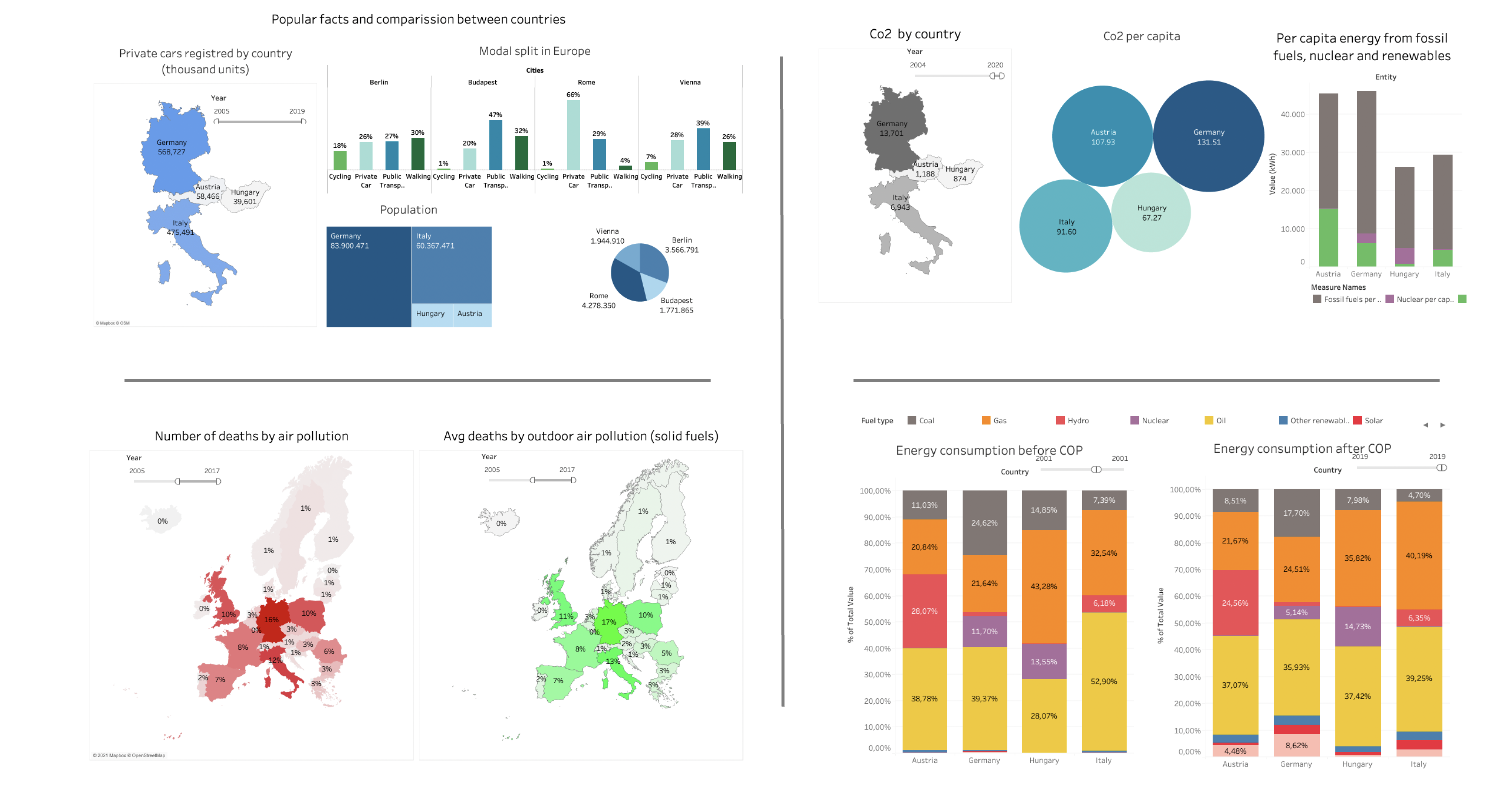 Popular facts and comparission between countries
Private cars registred by country
(thousand units)
Year
2005 2019
Germany
568,727
Austria
58,466
Hungary
39,601
Italy
475,491
© Mapbox © OSM
Modal split in Europe
Cities
Berlin Budapest Rome Vienna
18% 26% 27% 30% 1% 20% 47% 32% 1% 66% 29% 4% 7% 28% 39% 26%
Cycling Private Car Public Transp.. Walking Cycling Private Car Public Transp.. Walking Cycling Private Car Public Transp.. Walking Cycling Private Car Public Transp.. Walking
Population
Germany
83.900.471
Italy
60.367.471
Hungary Austria
Vienna
1.944.910
Berlin
3.566.791
Rome
4.278.350
Budapest
1.771.865
Co2 by country
Year
2004 2020
Germany
13,701
Austria
1,188
Hungary
874
Italy
6,943
Co2 per capita
Austria
107.93
Germany
131.51
Italy
91.60
Hungary
67.27
Per capita energy from fossil
fuels, nuclear and renewables
Entity
Value (kWh)
40.000
30.000
20.000
10.000
0
Austria Germany Hungary Italy
Measure Names
Fossil fuels per .. Nuclear per cap..
Number of deaths by air pollution
Year
2005 2017
0%
1%
1%
1%
0%
1%
1%
1%
0%
10%
3%
16%
10%
0%
3%
8%
1%
1%
3%
1%
6%
12%
2%
7%
3%
3%
© 2024 Mapbox © OpenStreetMap
Avg deaths by outdoor air pollution (solid fuels)
Year
2005 2017
0%
1%
1%
1%
0%
1%
1%
1%
0%
11%
3%
17%
10%
0%
3%
8%
1%
2%
3%
1%
5%
13%
2%
7%
3%
3%
Fuel type Coal Gas Hydro Nuclear Oil Other renewabl.. Solar
Energy consumption before COP
2001 2001
Country
% of Total Value
100,00%
90,00%
80,00%
70,00%
60,00%
50,00%
40,00%
30,00%
20,00%
10,00%
0,00%
11,03%
20,84%
28,07%
38,78%
24,62%
21,64%
11,70%
39,37%
14,85%
43,28%
13,55%
28,07%
7,39%
32,54%
6,18%
52,90%
Austria Germany Hungary Italy
Energy consumption after COP
2019 2019
Country
% of Total Value
100,00%
90,00%
80,00%
70,00%
60,00%
50,00%
40,00%
30,00%
20,00%
10,00%
0,00%
8,51%
21,67%
24,56%
37,07%
4,48%
17,70%
24,51%
5,14%
35,93%
8,62%
7,98%
35,82%
14,73%
37,42%
4,70%
40,19%
6,35%
39,25%
Austria Germany Hungary Italy